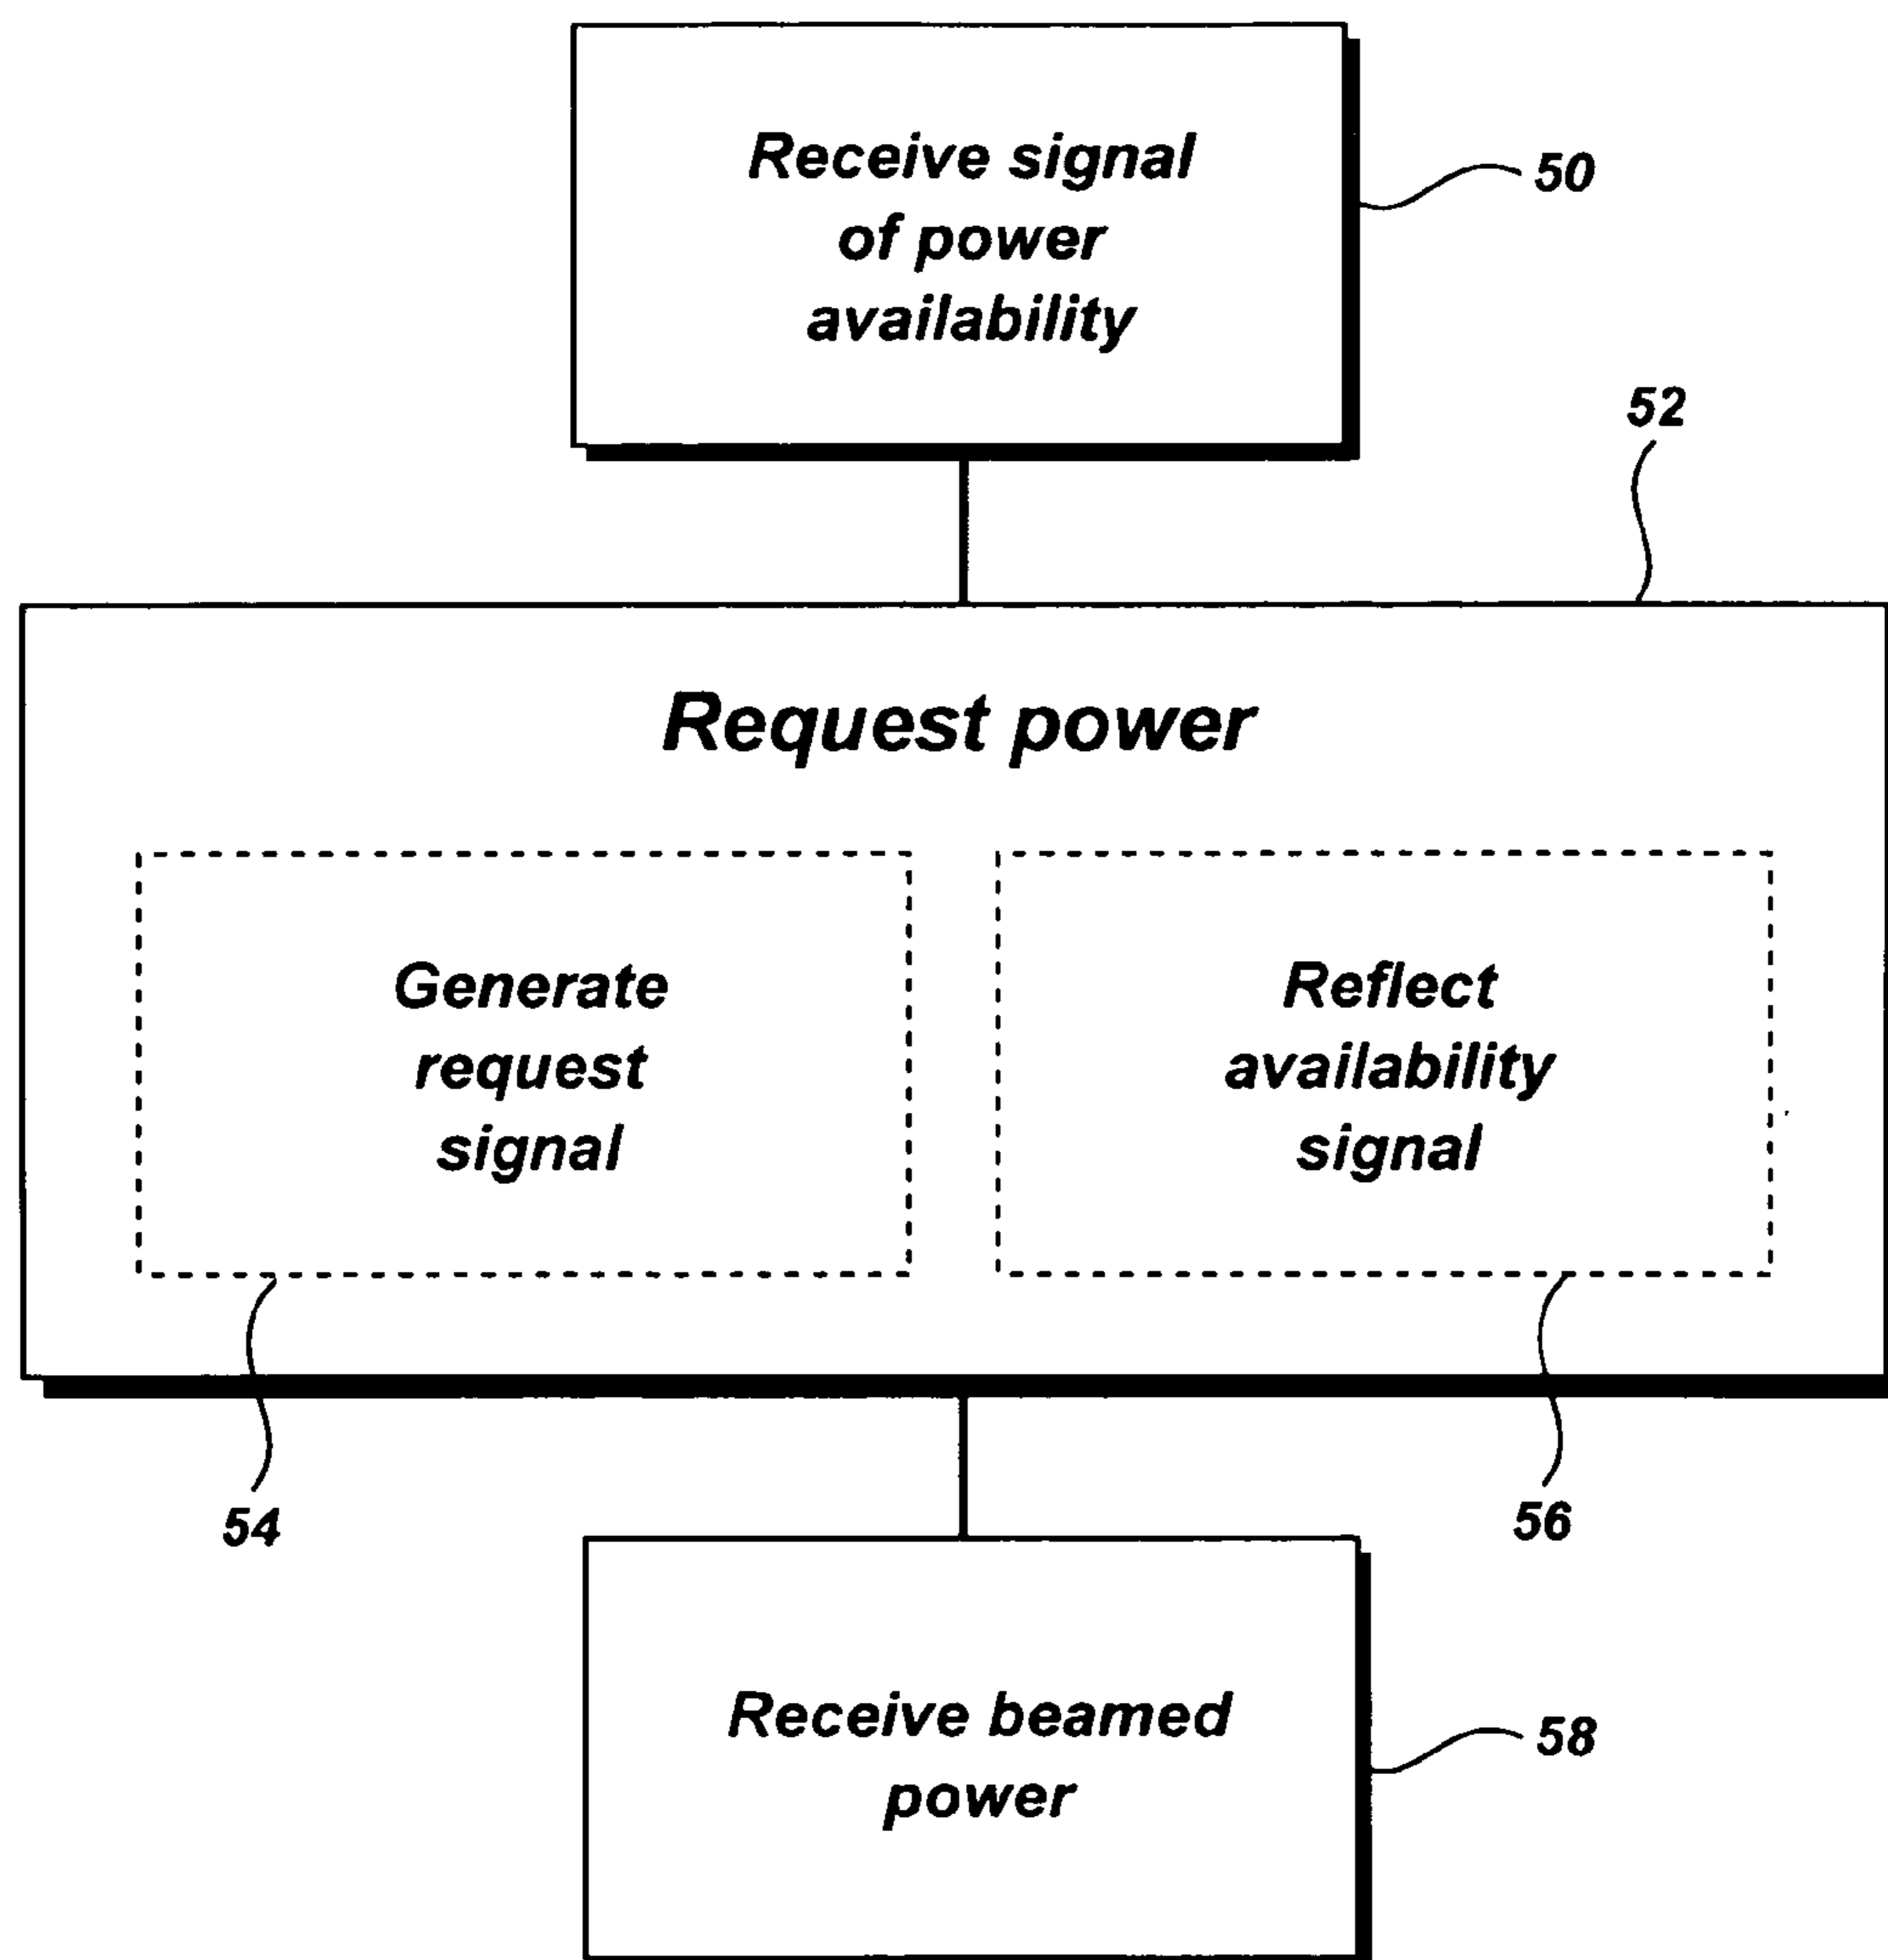 Receive signal
of power
availability
50
52
Request power
Generate
request
signal
Reflect
availability
signal
54
56
Receive beamed
power
58